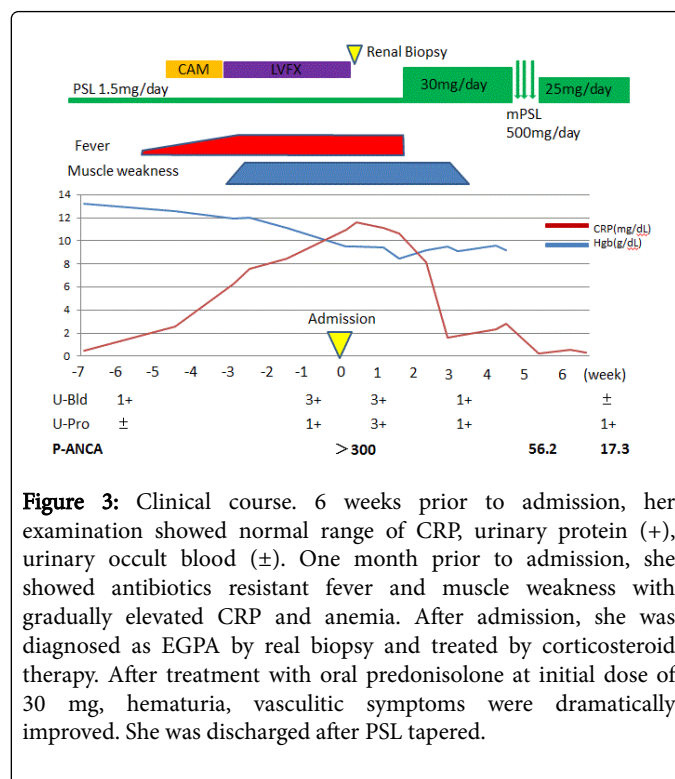 Renal Biopsy
CAM LVFX
PSL 1.5mg/day 30mg/day 25mg/day
mPSL
500mg/day
Fever
Muscle weakness
14
12
10
8
6
4
2
0
CRP(mg/dL)
Hgb(g/dL)
Admission
-7 -6 -5 -4 -3 -2 -1 0 1 2 3 4 5 6 (week)
U-Bld 1+ 3+ 3+ 1+ ±
U-Pro ± 1+ 3+ 1+ 1+
P-ANCA ＞300 56.2 17.3
Figure 3: Clinical course. 6 weeks prior to admission, her
examination showed normal range of CRP, urinary protein (+),
urinary occult blood (±). One month prior to admission, she
showed antibiotics resistant fever and muscle weakness with
gradually elevated CRP and anemia. After admission, she was
diagnosed as EGPA by real biopsy and treated by corticosteroid
therapy. After treatment with oral predonisolone at initial dose of
30 mg, hematuria, vasculitic symptoms were dramatically
improved. She was discharged after PSL tapered.